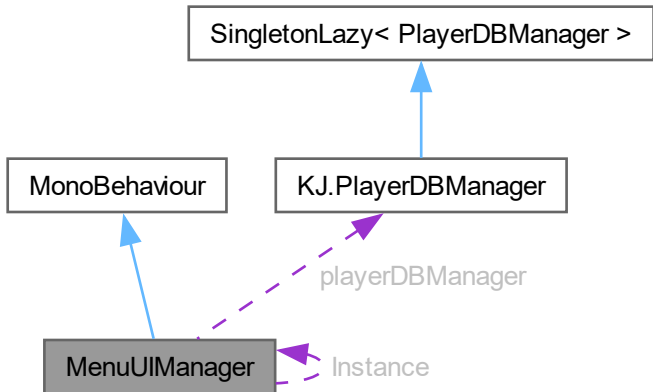 SingletonLazy< PlayerDBManager >
MonoBehaviour
KJ.PlayerDBManager
playerDBManager
MenuUIManager
Instance